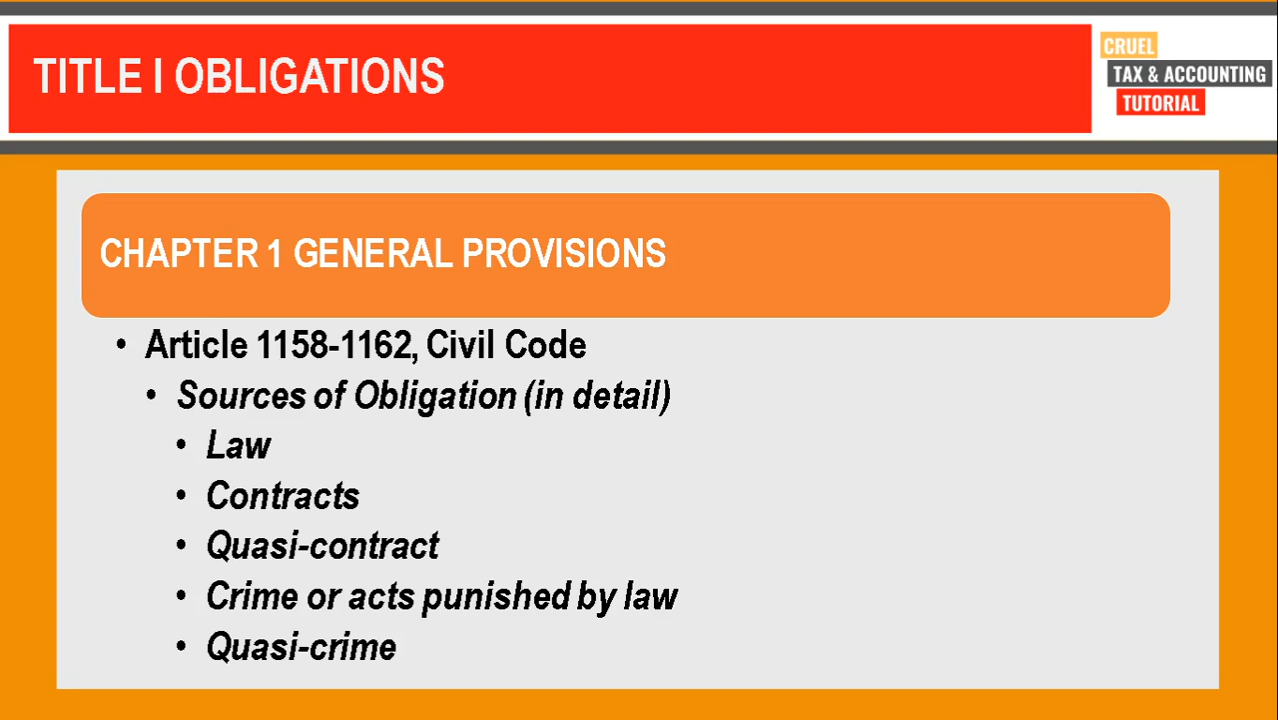 TITLE I OBLIGATIONS
CRUEL
TAX & ACCOUNTING
TUTORIAL
CHAPTER 1 GENERAL PROVISIONS
• Article 1158-1162, Civil Code
• Sources of Obligation (in detail)
• Law
• Contracts
• Quasi-contract
• Crime or acts punished by law
• Quasi-crime